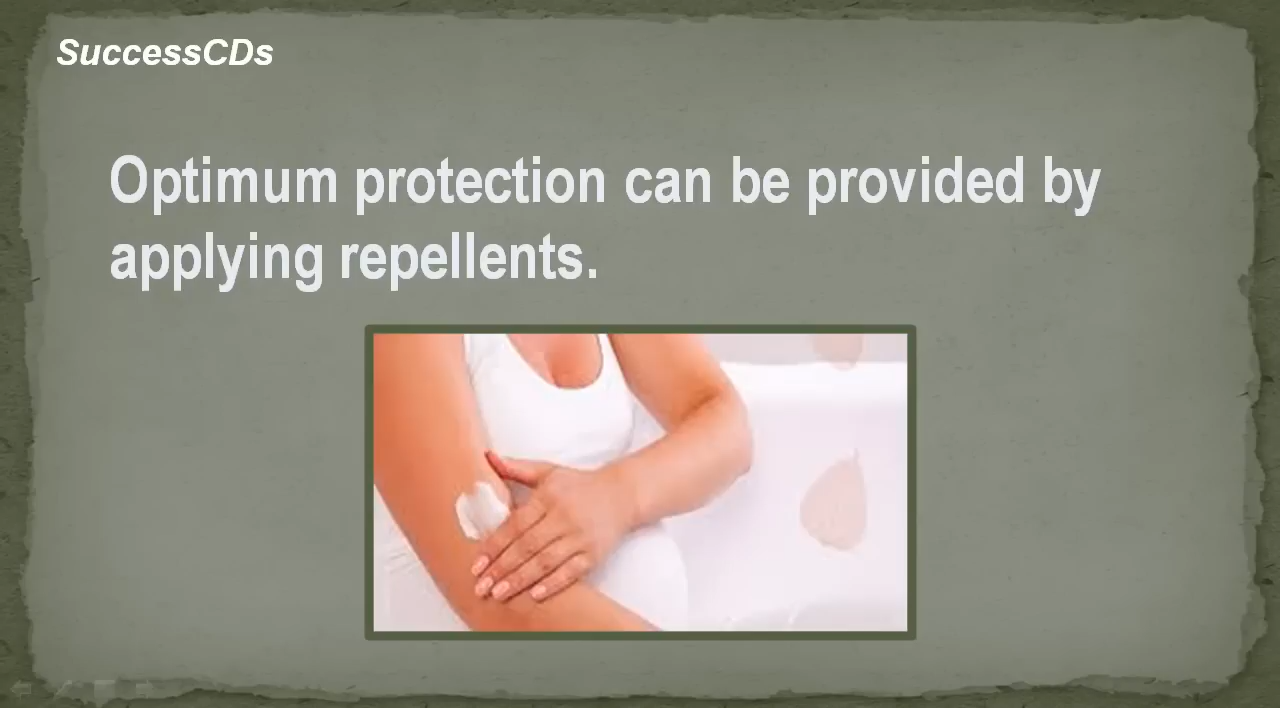 SuccessCDs
Optimum protection can be provided by
applying repellents.